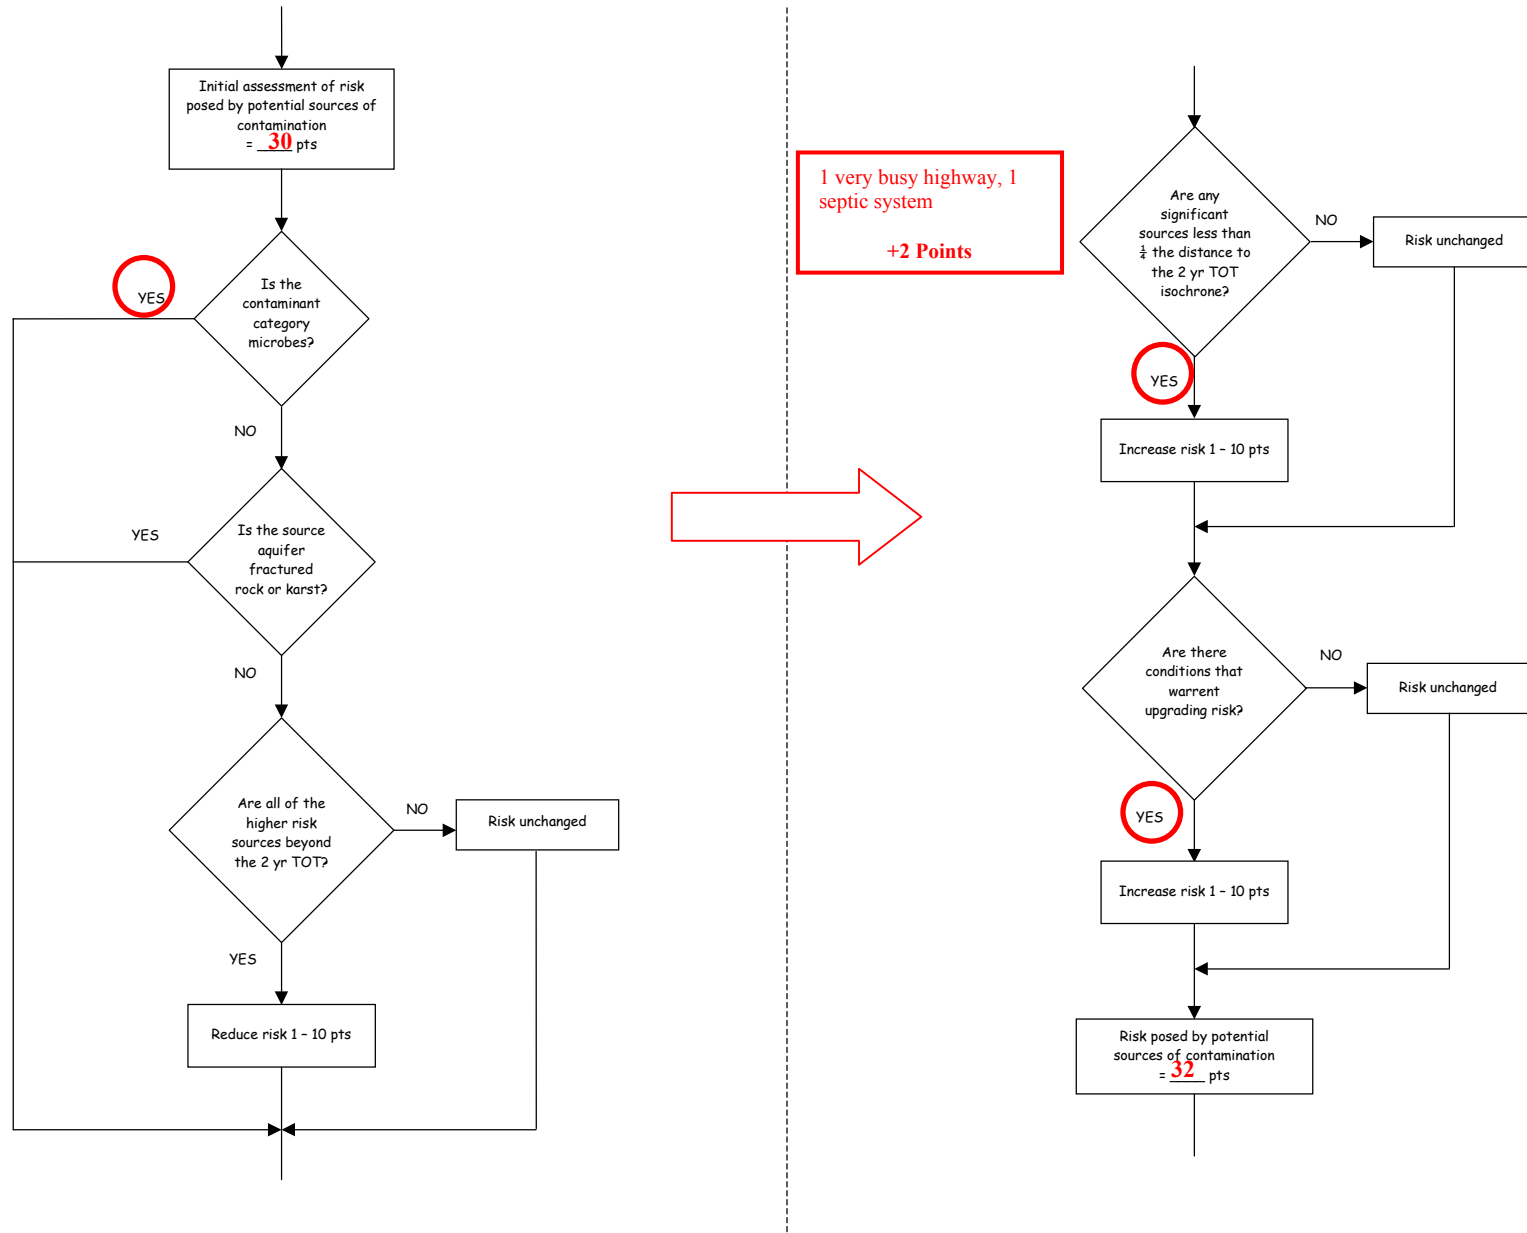 Initial assessment of risk
posed by potential sources of
contamination
= 30 pts
Is the
contaminant
category
microbes?
YES
NO
Is the source
aquifer
fractured
rock or karst?
YES
NO
Are all of the
higher risk
sources beyond
the 2 yr TOT?
NO
Risk unchanged
YES
Reduce risk 1 – 10 pts
1 very busy highway, 1
septic system
+2 Points
Are any
significant
sources less than
¼ the distance to
the 2 yr TOT
isochrone?
NO
Risk unchanged
YES
Increase risk 1 – 10 pts
Are there
conditions that
warrent
upgrading risk?
NO
Risk unchanged
YES
Increase risk 1 – 10 pts
Risk posed by potential
sources of contamination
= 32 pts